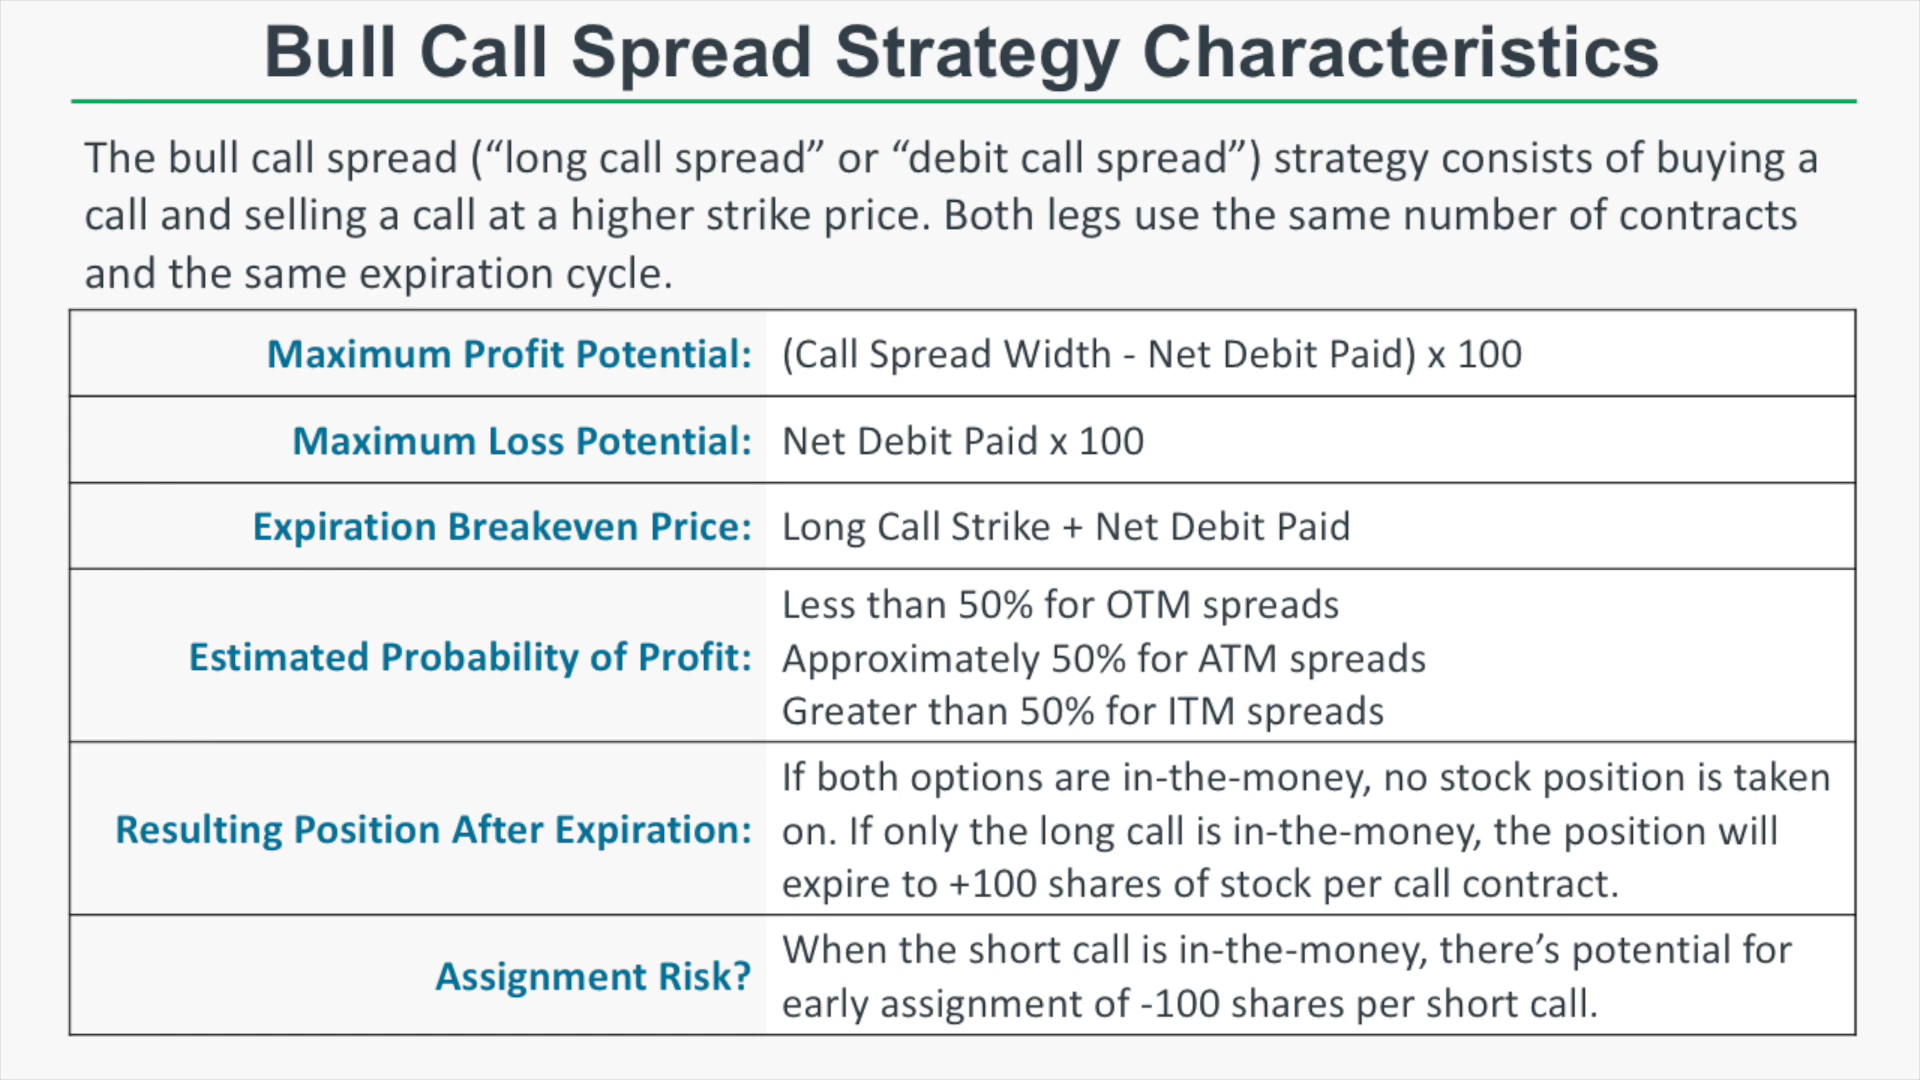 Bull Call Spread Strategy Characteristics
The bull call spread (“long call spread” or “debit call spread”) strategy consists of buying a
call and selling a call at a higher strike price. Both legs use the same number of contracts
and the same expiration cycle.
Maximum Profit Potential: (Call Spread Width - Net Debit Paid) x 100
Maximum Loss Potential: Net Debit Paid x 100
Expiration Breakeven Price: Long Call Strike + Net Debit Paid
Estimated Probability of Profit:
Less than 50% for OTM spreads
Approximately 50% for ATM spreads
Greater than 50% for ITM spreads
Resulting Position After Expiration:
If both options are in-the-money, no stock position is taken
on. If only the long call is in-the-money, the position will
expire to +100 shares of stock per call contract.
Assignment Risk?
When the short call is in-the-money, there’s potential for
early assignment of -100 shares per short call.